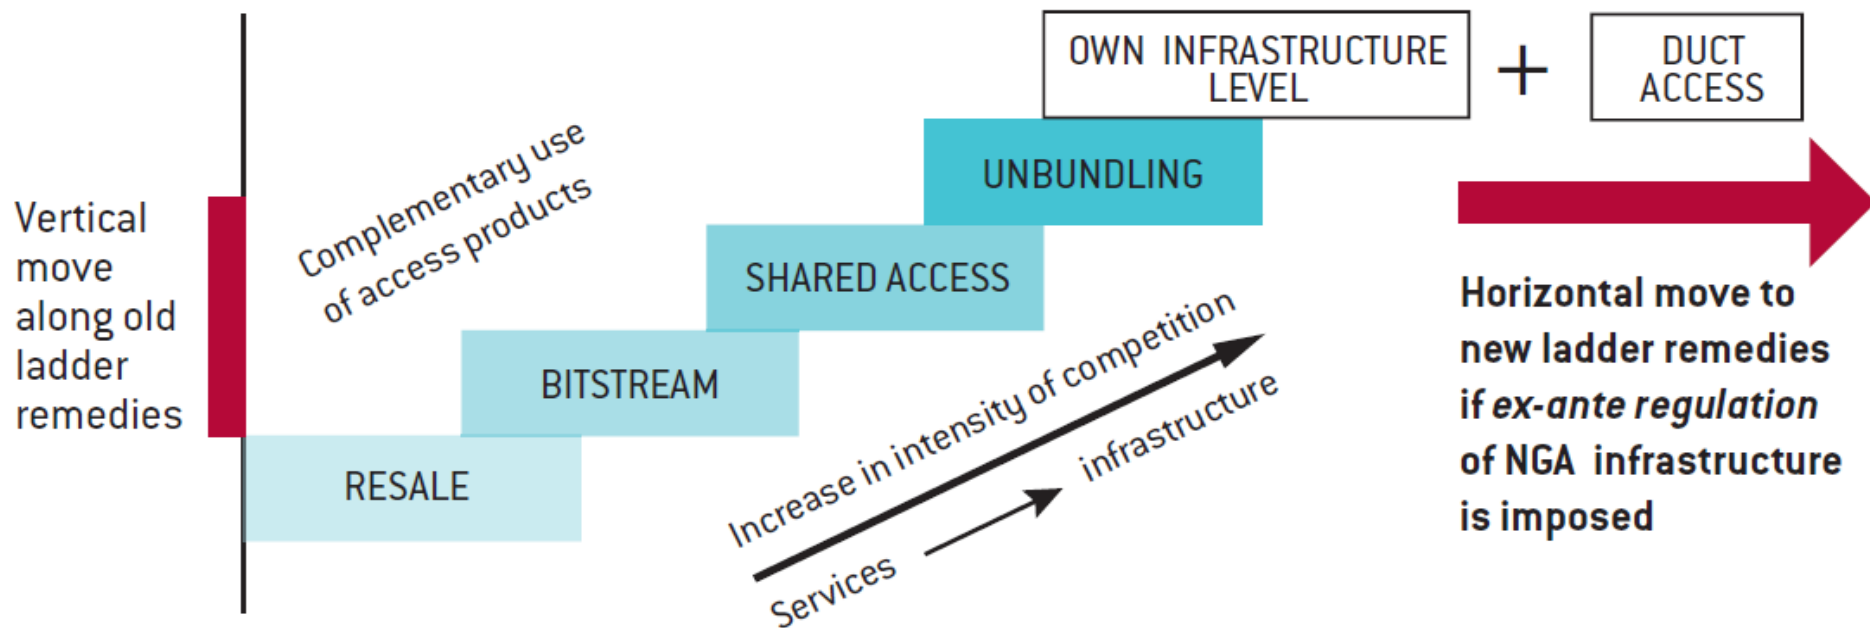 OWN INFRASTRUCTURE
LEVEL
+
DUCT
ACCESS
Complementary use
of access products
UNBUNDLING
Vertical
move
along old
ladder
remedies
SHARED ACCESS
BITSTREAM
RESALE
Increase in intensity of competition
Services
infrastructure
Horizontal move to
new ladder remedies
if ex-ante regulation
of NGA infrastructure
is imposed